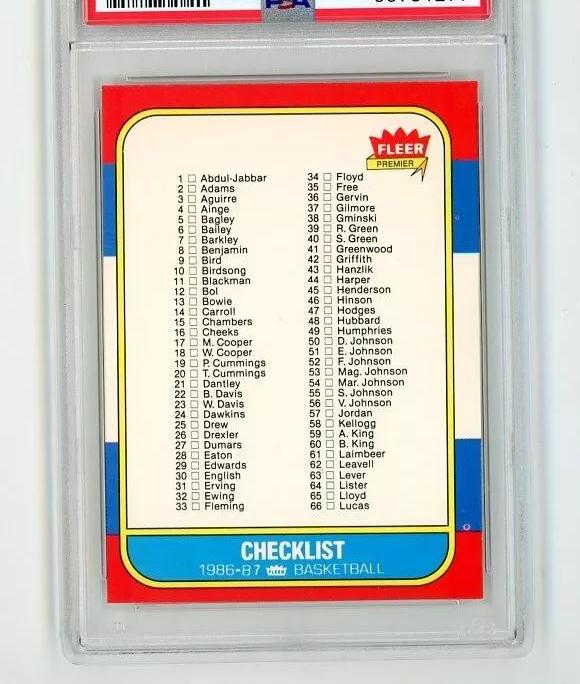 PSA
FLEER
PREMIER
1 Abdul-Jabbar
2 Adams
3 Aguirre
4 Ainge
5 Bagley
6 Bailey
7 Barkley
8 Benjamin
9 Bird
10 Birdsong
11 Blackman
12 Bol
13 Bowie
14 Carroll
15 Chambers
16 Cheeks
17 M. Cooper
18 W. Cooper
19 P. Cummings
20 T. Cummings
21 Dantley
22 B. Davis
23 W. Davis
24 Dawkins
25 Drew
26 Drexler
27 Dumars
28 Eaton
29 Edwards
30 English
31 Erving
32 Ewing
33 Fleming
34 Floyd
35 Free
36 Gervin
37 Gilmore
38 Gminski
39 R. Green
40 S. Green
41 Greenwood
42 Griffith
43 Hanzlik
44 Harper
45 Henderson
46 Hinson
47 Hodges
48 Hubbard
49 Humphries
50 D. Johnson
51 E. Johnson
52 F. Johnson
53 Mag. Johnson
54 Mar. Johnson
55 S. Johnson
56 V. Johnson
57 Jordan
58 Kellogg
59 A. King
60 B. King
61 Laimbeer
62 Leavell
63 Lever
64 Lister
65 Lloyd
66 Lucas
CHECKLIST
1986-87 BASKETBALL